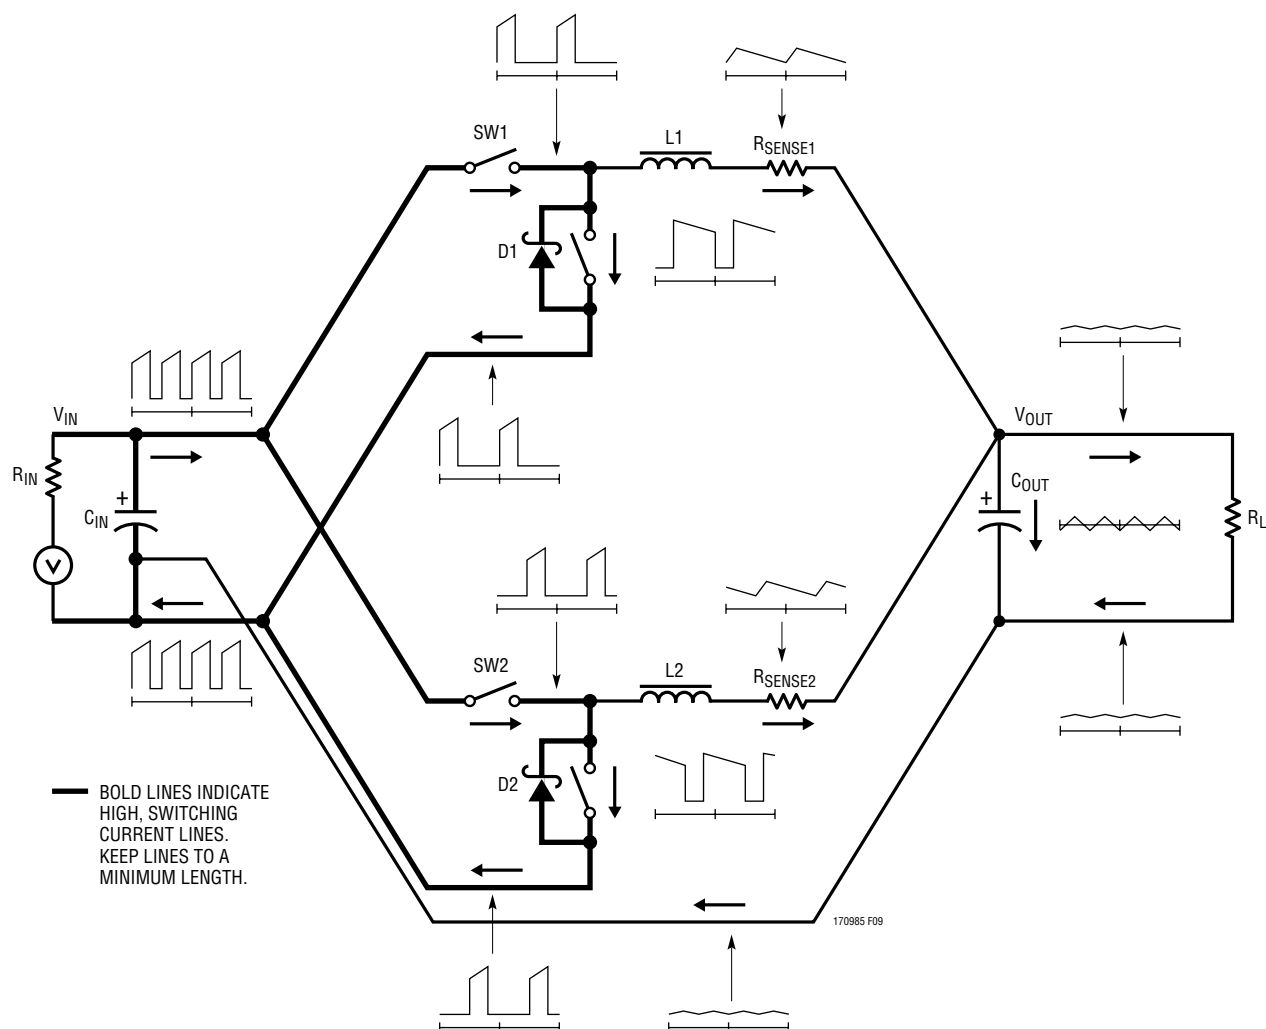 SW1
L1
RSENSE1
D1
VIN
VOUT
RIN
+
CIN
+
COUT
RL
V
SW2
L2
RSENSE2
D2
BOLD LINES INDICATE
HIGH, SWITCHING
CURRENT LINES.
KEEP LINES TO A
MINIMUM LENGTH.
170985 F09